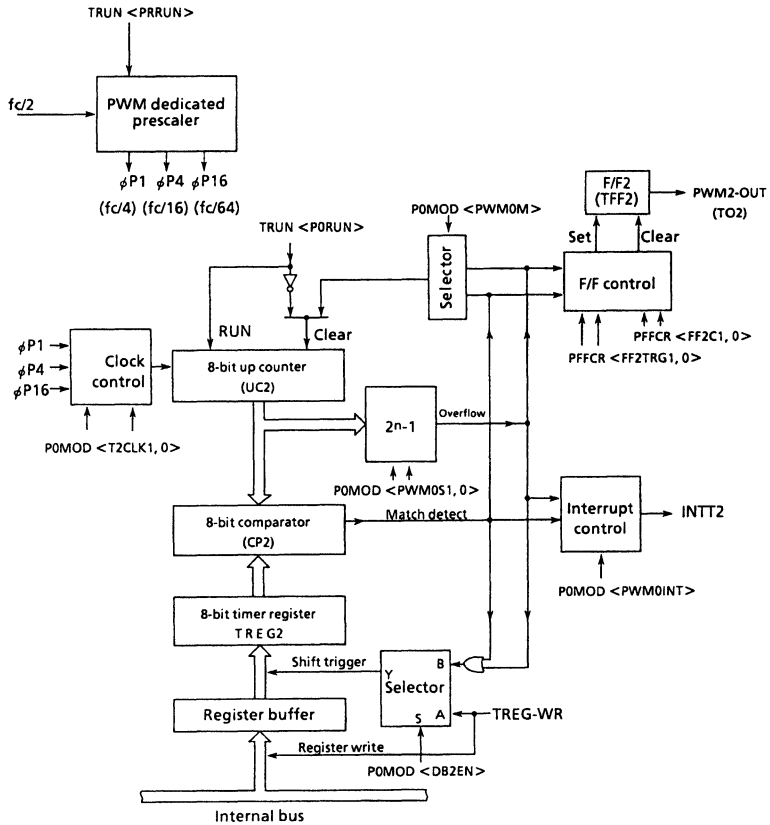 TRUN <PRRUN>
fc/2
PWM dedicated
prescaler
φP1 φP4 φP16
(fc/4) (fc/16) (fc/64)
F/F2
(TFF2)
PWM2-OUT
(TO2)
P0MOD <PWM0M>
TRUN <P0RUN>
Set Clear
Selector
F/F control
RUN
Clear
PFFCR <FF2C1, 0>
PFFCR <FF2TRG1, 0>
φP1
φP4
φP16
Clock
control
8-bit up counter
(UC2)
P0MOD <T2CLK1, 0>
2n-1
Overflow
P0MOD <PWM0S1, 0>
8-bit comparator
(CP2)
Match detect
Interrupt
control
INTT2
P0MOD <PWM0INT>
8-bit timer register
TREG2
Shift trigger
Y
B
Selector
S
A
TREG-WR
Register buffer
Register write
P0MOD <DB2EN>
Internal bus